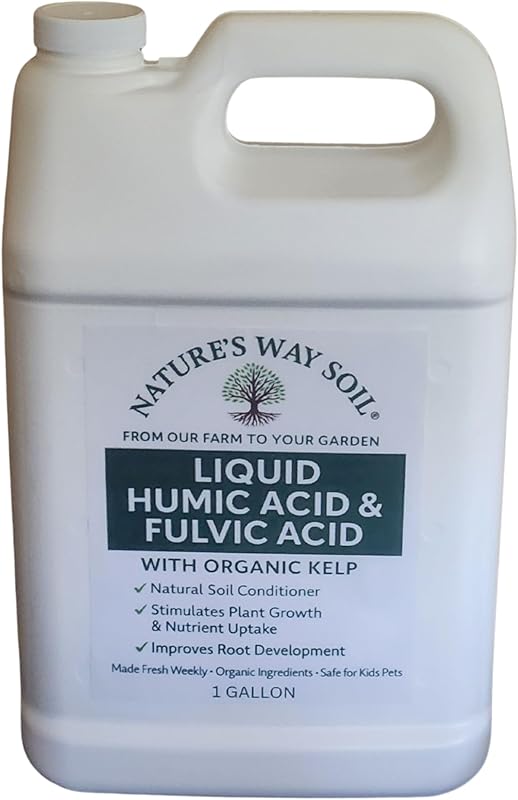 NATURE'S WAY SOIL®
FROM OUR FARM TO YOUR GARDEN
LIQUID
HUMIC ACID &
FULVIC ACID
WITH ORGANIC KELP
✓ Natural Soil Conditioner
✓ Stimulates Plant Growth
& Nutrient Uptake
✓ Improves Root Development
Made Fresh Weekly • Organic Ingredients • Safe for Kids Pets
1 GALLON